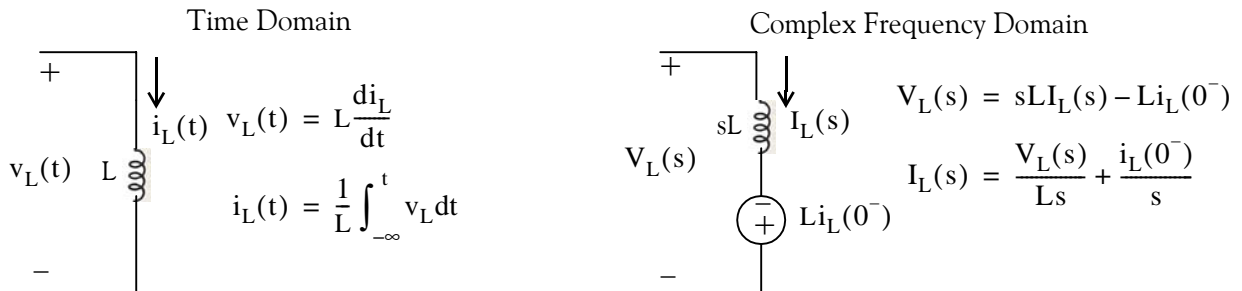 Time Domain
+
i_L(t)
v_L(t) = L di_L/dt
v_L(t)
L
i_L(t) = 1/L ∫_{−∞}^{t} v_L dt
−
Complex Frequency Domain
+
sL
I_L(s)
V_L(s) = sLI_L(s) − Li_L(0⁻)
V_L(s)
I_L(s) = V_L(s)/Ls + i_L(0⁻)/s
−
+
Li_L(0⁻)
−